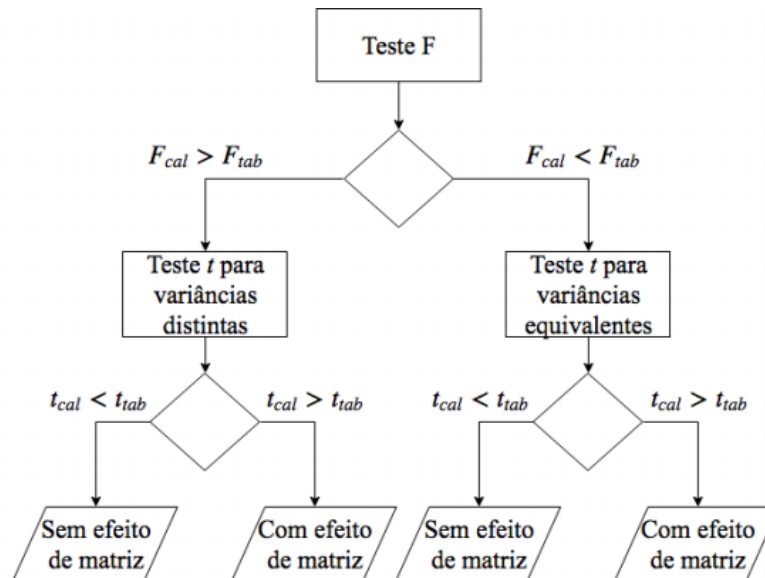 Teste F
F_cal > F_tab
F_cal < F_tab
Teste t para
variâncias
distintas
Teste t para
variâncias
equivalentes
t_cal < t_tab
t_cal > t_tab
t_cal < t_tab
t_cal > t_tab
Sem efeito
de matriz
Com efeito
de matriz
Sem efeito
de matriz
Com efeito
de matriz